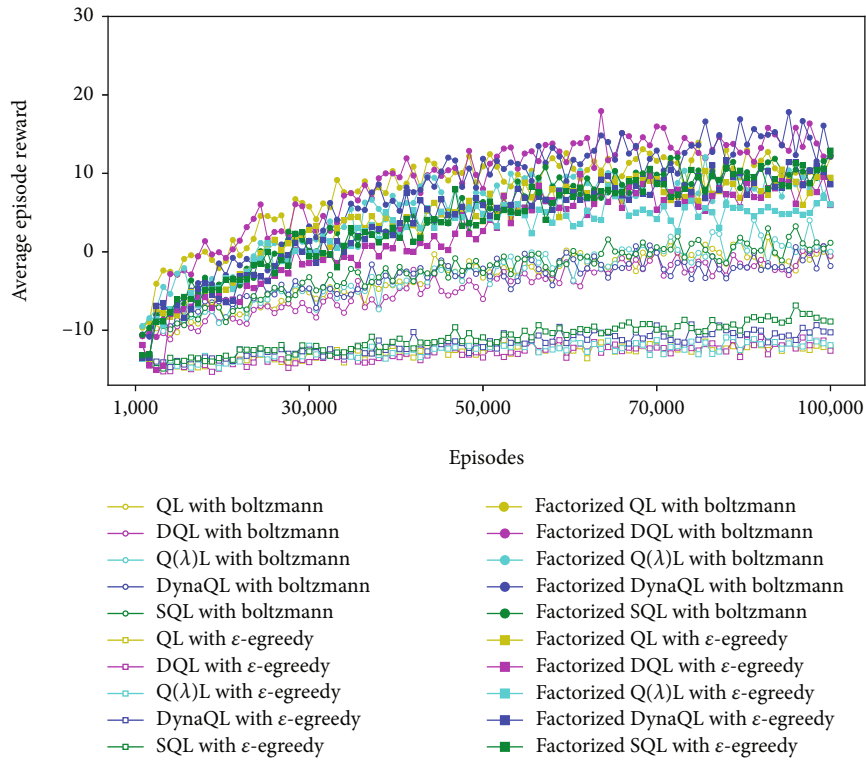 30
20
10
0
−10
Average episode reward
1,000
30,000
50,000
70,000
100,000
Episodes
QL with boltzmann
DQL with boltzmann
Q(λ)L with boltzmann
DynaQL with boltzmann
SQL with boltzmann
QL with ε-egreedy
DQL with ε-egreedy
Q(λ)L with ε-egreedy
DynaQL with ε-egreedy
SQL with ε-egreedy
Factorized QL with boltzmann
Factorized DQL with boltzmann
Factorized Q(λ)L with boltzmann
Factorized DynaQL with boltzmann
Factorized SQL with boltzmann
Factorized QL with ε-egreedy
Factorized DQL with ε-egreedy
Factorized Q(λ)L with ε-egreedy
Factorized DynaQL with ε-egreedy
Factorized SQL with ε-egreedy